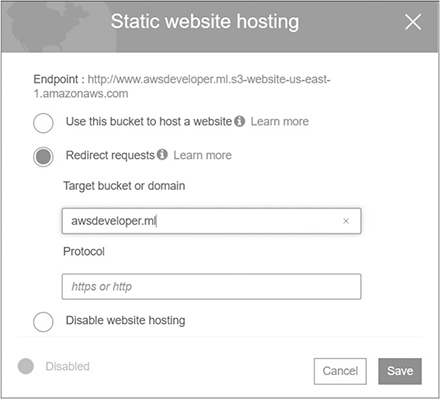 Static website hosting
Endpoint : http://www.awsdeveloper.ml.s3-website-us-east-
1.amazonaws.com
Use this bucket to host a website Learn more
Redirect requests Learn more
Target bucket or domain
awsdeveloper.ml
Protocol
https or http
Disable website hosting
Disabled
Cancel Save